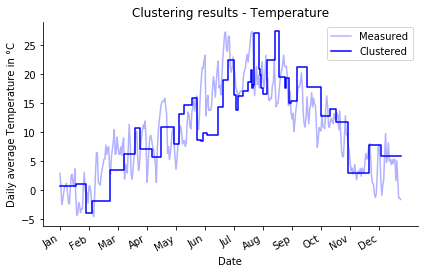 Clustering results - Temperature
Measured
Clustered
Daily average Temperature in °C
25
20
15
10
5
0
−5
Jan Feb Mar Apr May Jun Jul Aug Sep Oct Nov Dec
Date